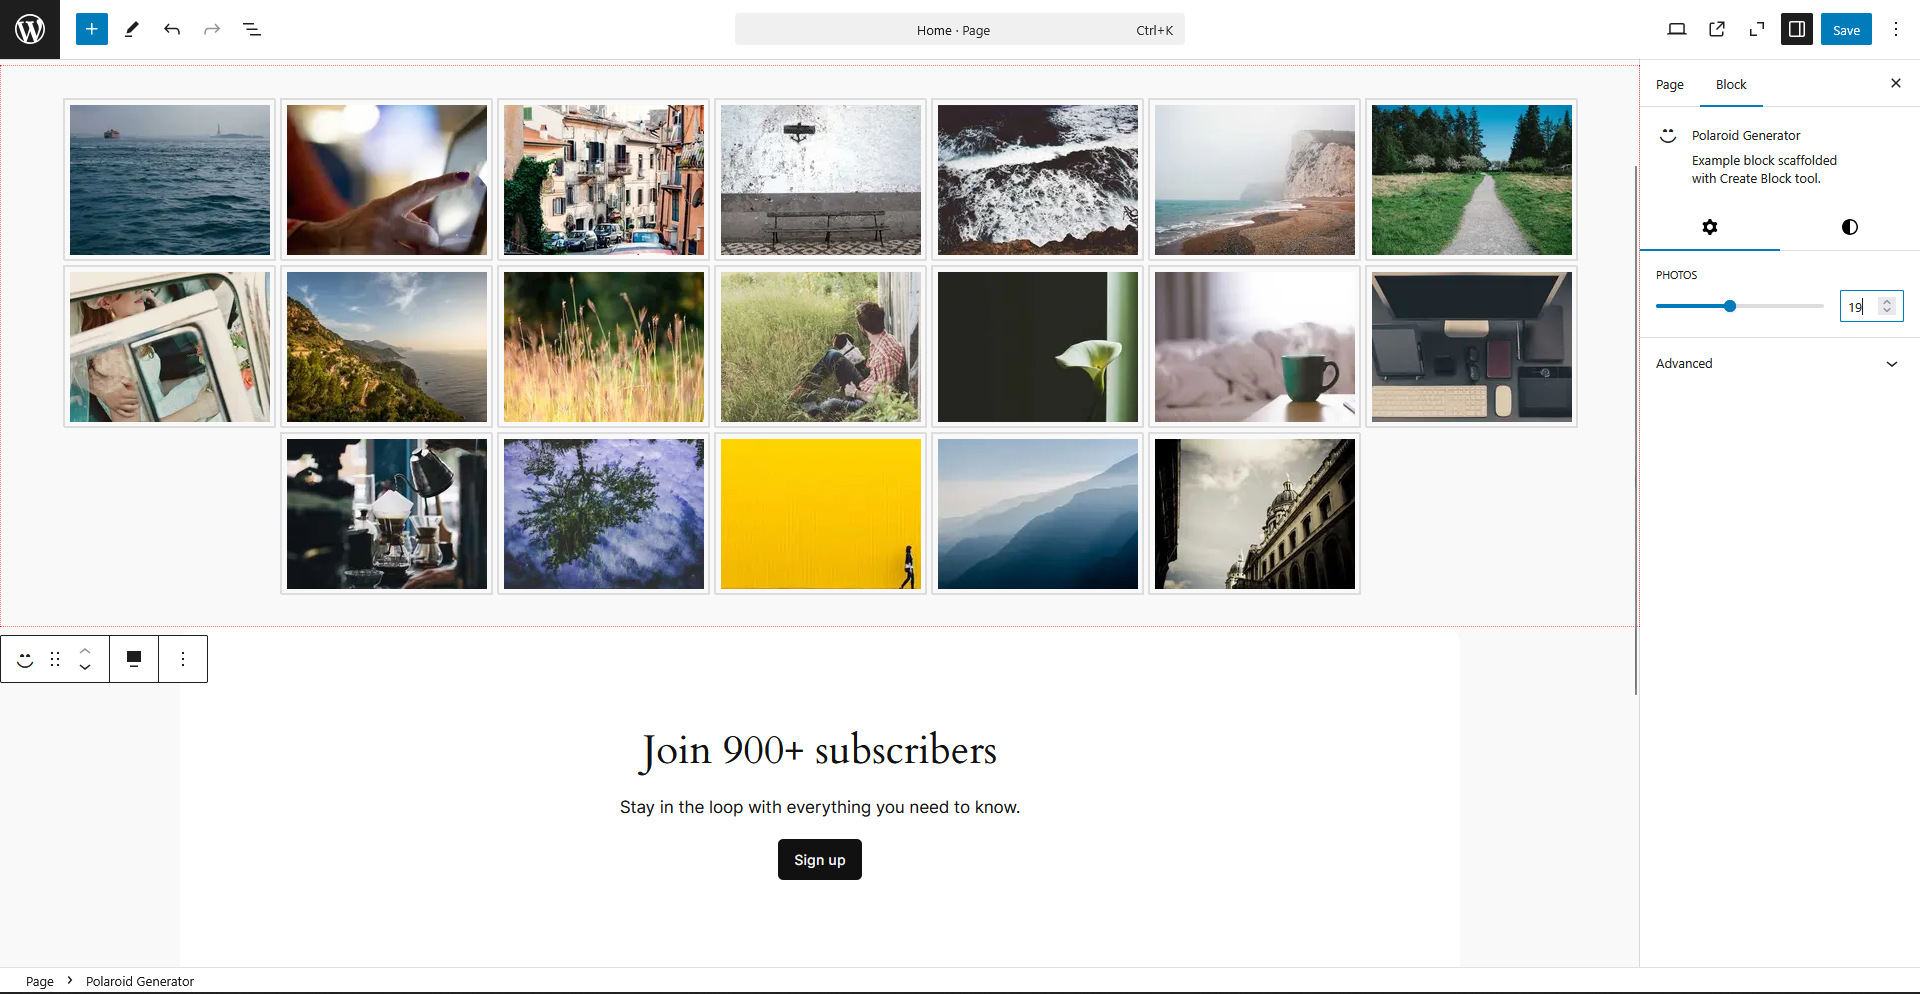 Home · Page
Ctrl+K
Save
Page
Block
Polaroid Generator
Example block scaffolded
with Create Block tool.
PHOTOS
19
Advanced
Join 900+ subscribers
Stay in the loop with everything you need to know.
Sign up
Page
Polaroid Generator